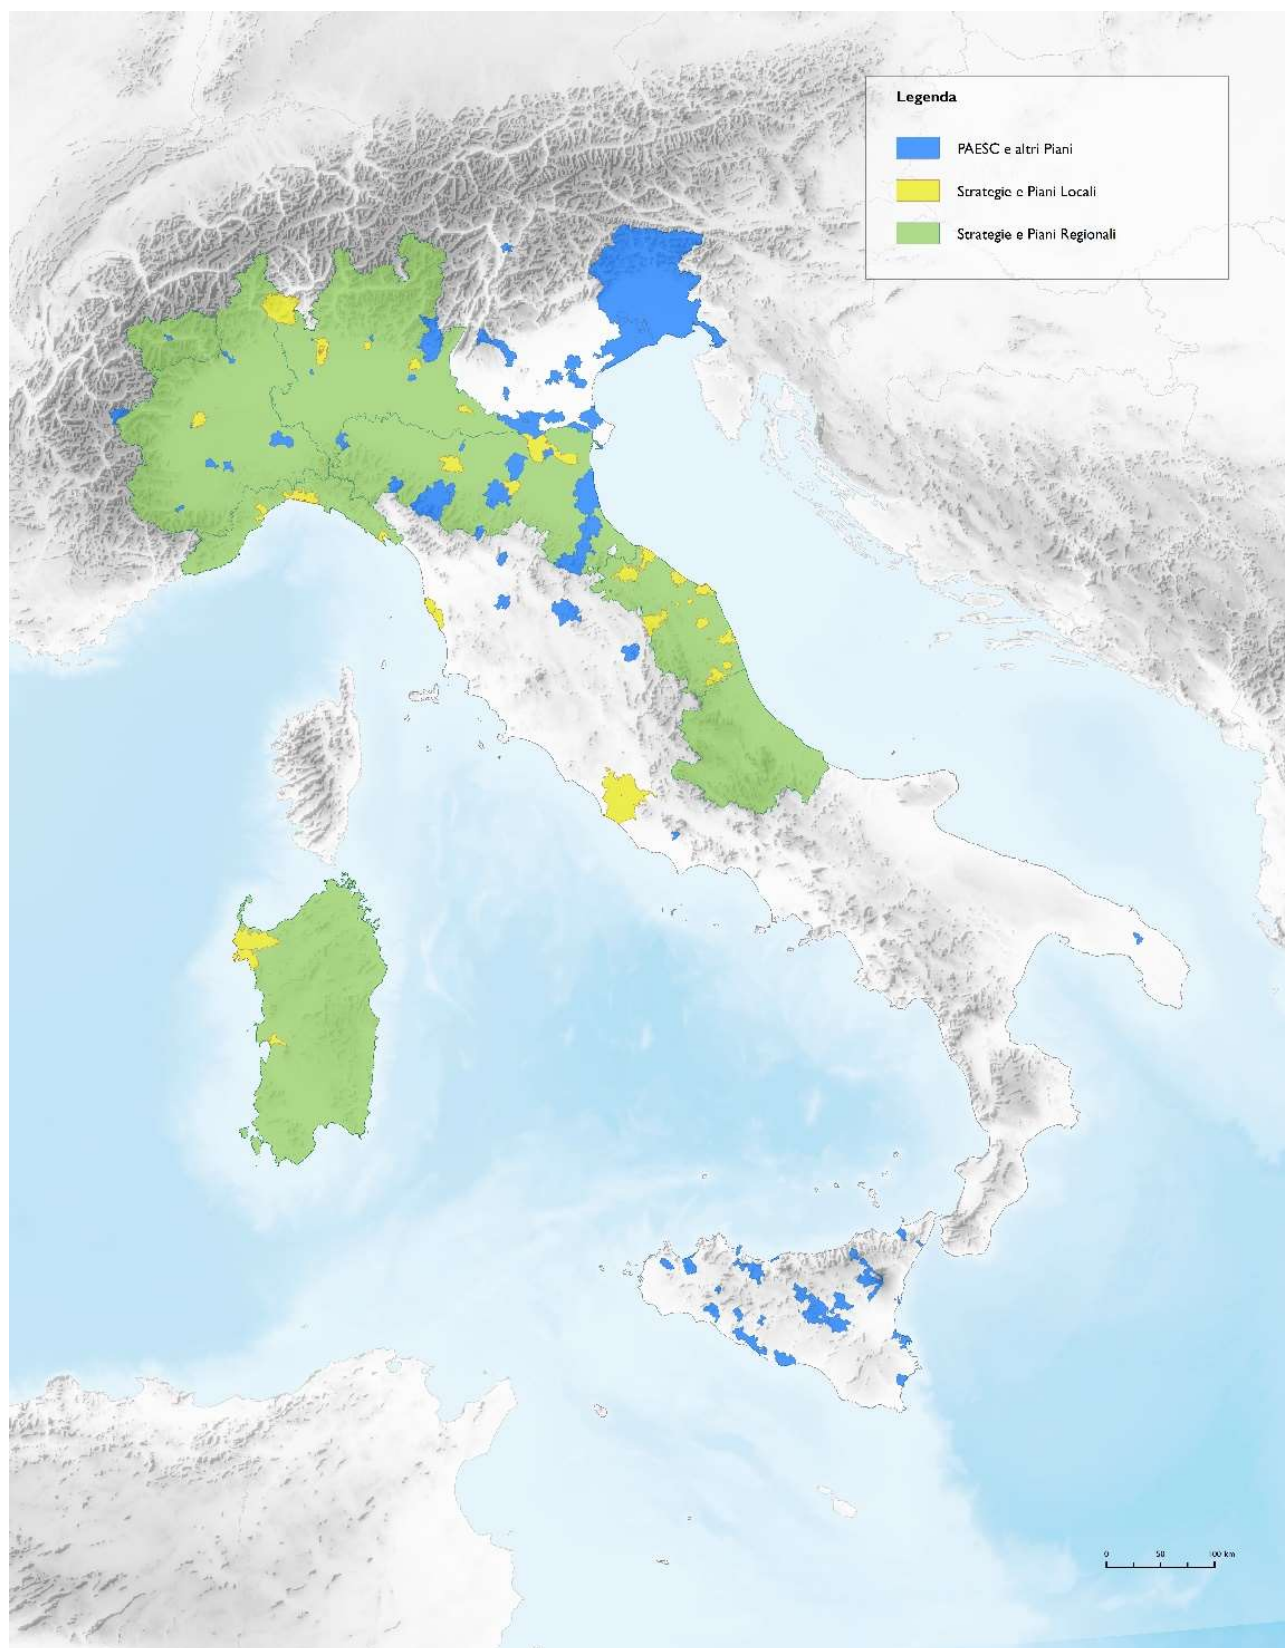 Legenda
PAESC e altri Piani
Strategie e Piani Locali
Strategie e Piani Regionali
0 50 100 km